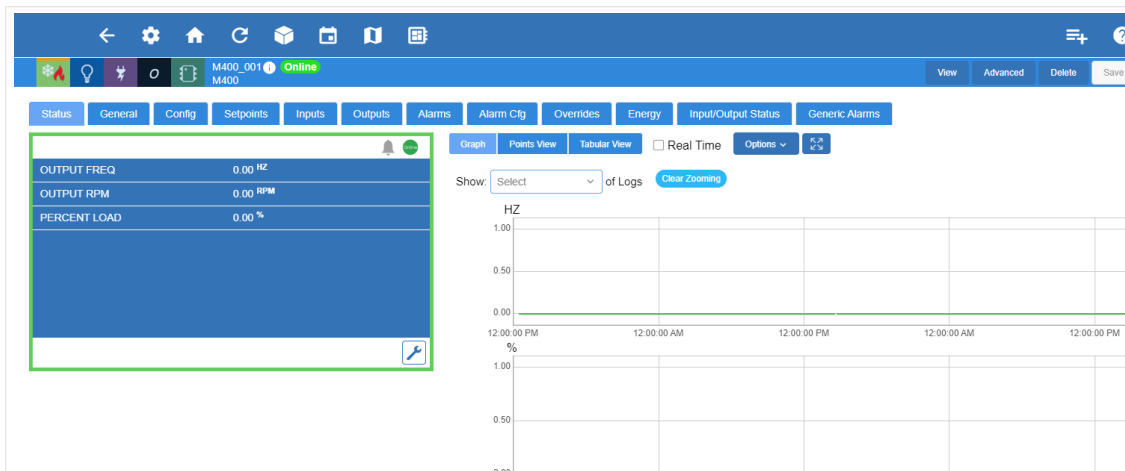 M400_001 i Online
M400
View Advanced Delete Save
Status General Config Setpoints Inputs Outputs Alarms Alarm Cfg Overrides Energy Input/Output Status Generic Alarms
Graph Points View Tabular View Real Time Options
OUTPUT FREQ 0.00 HZ
OUTPUT RPM 0.00 RPM
PERCENT LOAD 0.00 %
Show: Select of Logs Clear Zooming
HZ
1.00
0.50
0.00
12:00:00 PM 12:00:00 AM 12:00:00 PM 12:00:00 AM 12:00:00 PM
%
1.00
0.50
0.00